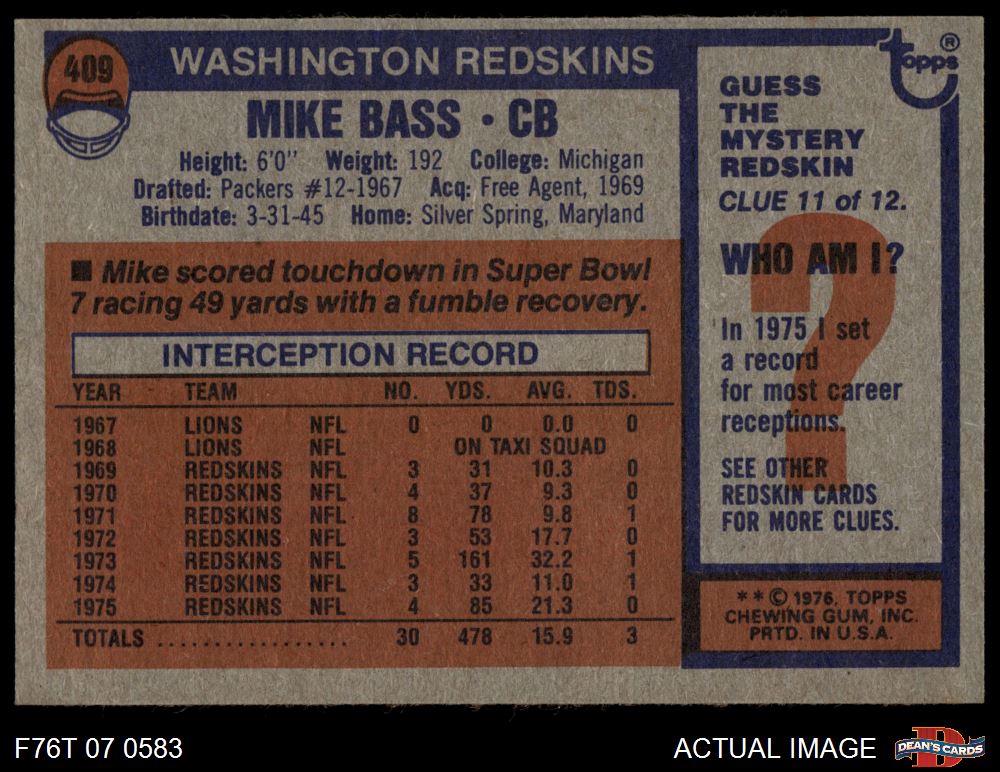 409
WASHINGTON REDSKINS
MIKE BASS • CB
Height: 6'0" Weight: 192 College: Michigan
Drafted: Packers #12-1967 Acq: Free Agent, 1969
Birthdate: 3-31-45 Home: Silver Spring, Maryland
■ Mike scored touchdown in Super Bowl
7 racing 49 yards with a fumble recovery.
INTERCEPTION RECORD
YEAR TEAM NO. YDS. AVG. TDS.
1967 LIONS NFL 0 0 0.0 0
1968 LIONS NFL ON TAXI SQUAD
1969 REDSKINS NFL 3 31 10.3 0
1970 REDSKINS NFL 4 37 9.3 0
1971 REDSKINS NFL 8 78 9.8 1
1972 REDSKINS NFL 3 53 17.7 0
1973 REDSKINS NFL 5 161 32.2 1
1974 REDSKINS NFL 3 33 11.0 1
1975 REDSKINS NFL 4 85 21.3 0
TOTALS ................. 30 478 15.9 3
topps ®
GUESS
THE
MYSTERY
REDSKIN
CLUE 11 of 12.
WHO AM I?
?
In 1975 I set
a record
for most career
receptions.
SEE OTHER
REDSKIN CARDS
FOR MORE CLUES.
* * © 1976, TOPPS
CHEWING GUM, INC.
PRTD. IN U.S.A.
F76T 07 0583
ACTUAL IMAGE
D
DEAN'S CARDS